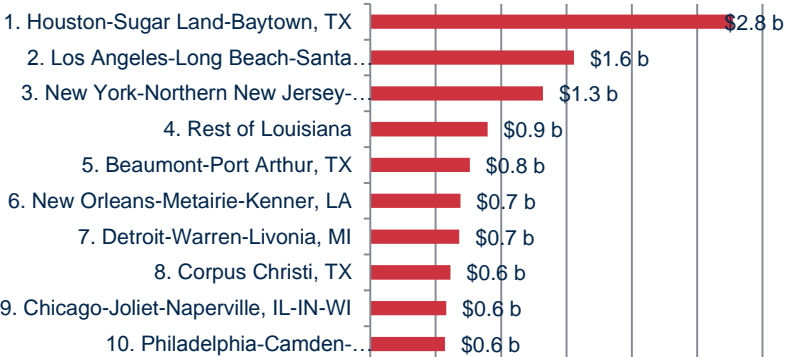 1. Houston-Sugar Land-Baytown, TX $2.8 b
2. Los Angeles-Long Beach-Santa… $1.6 b
3. New York-Northern New Jersey-… $1.3 b
4. Rest of Louisiana $0.9 b
5. Beaumont-Port Arthur, TX $0.8 b
6. New Orleans-Metairie-Kenner, LA $0.7 b
7. Detroit-Warren-Livonia, MI $0.7 b
8. Corpus Christi, TX $0.6 b
9. Chicago-Joliet-Naperville, IL-IN-WI $0.6 b
10. Philadelphia-Camden-… $0.6 b